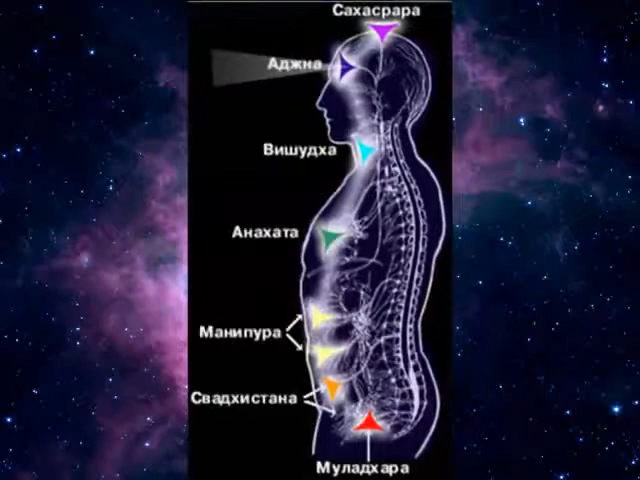 Сахасрара
Аджна
Вишудха
Анахата
Манипура
Свадхистана
Муладхара